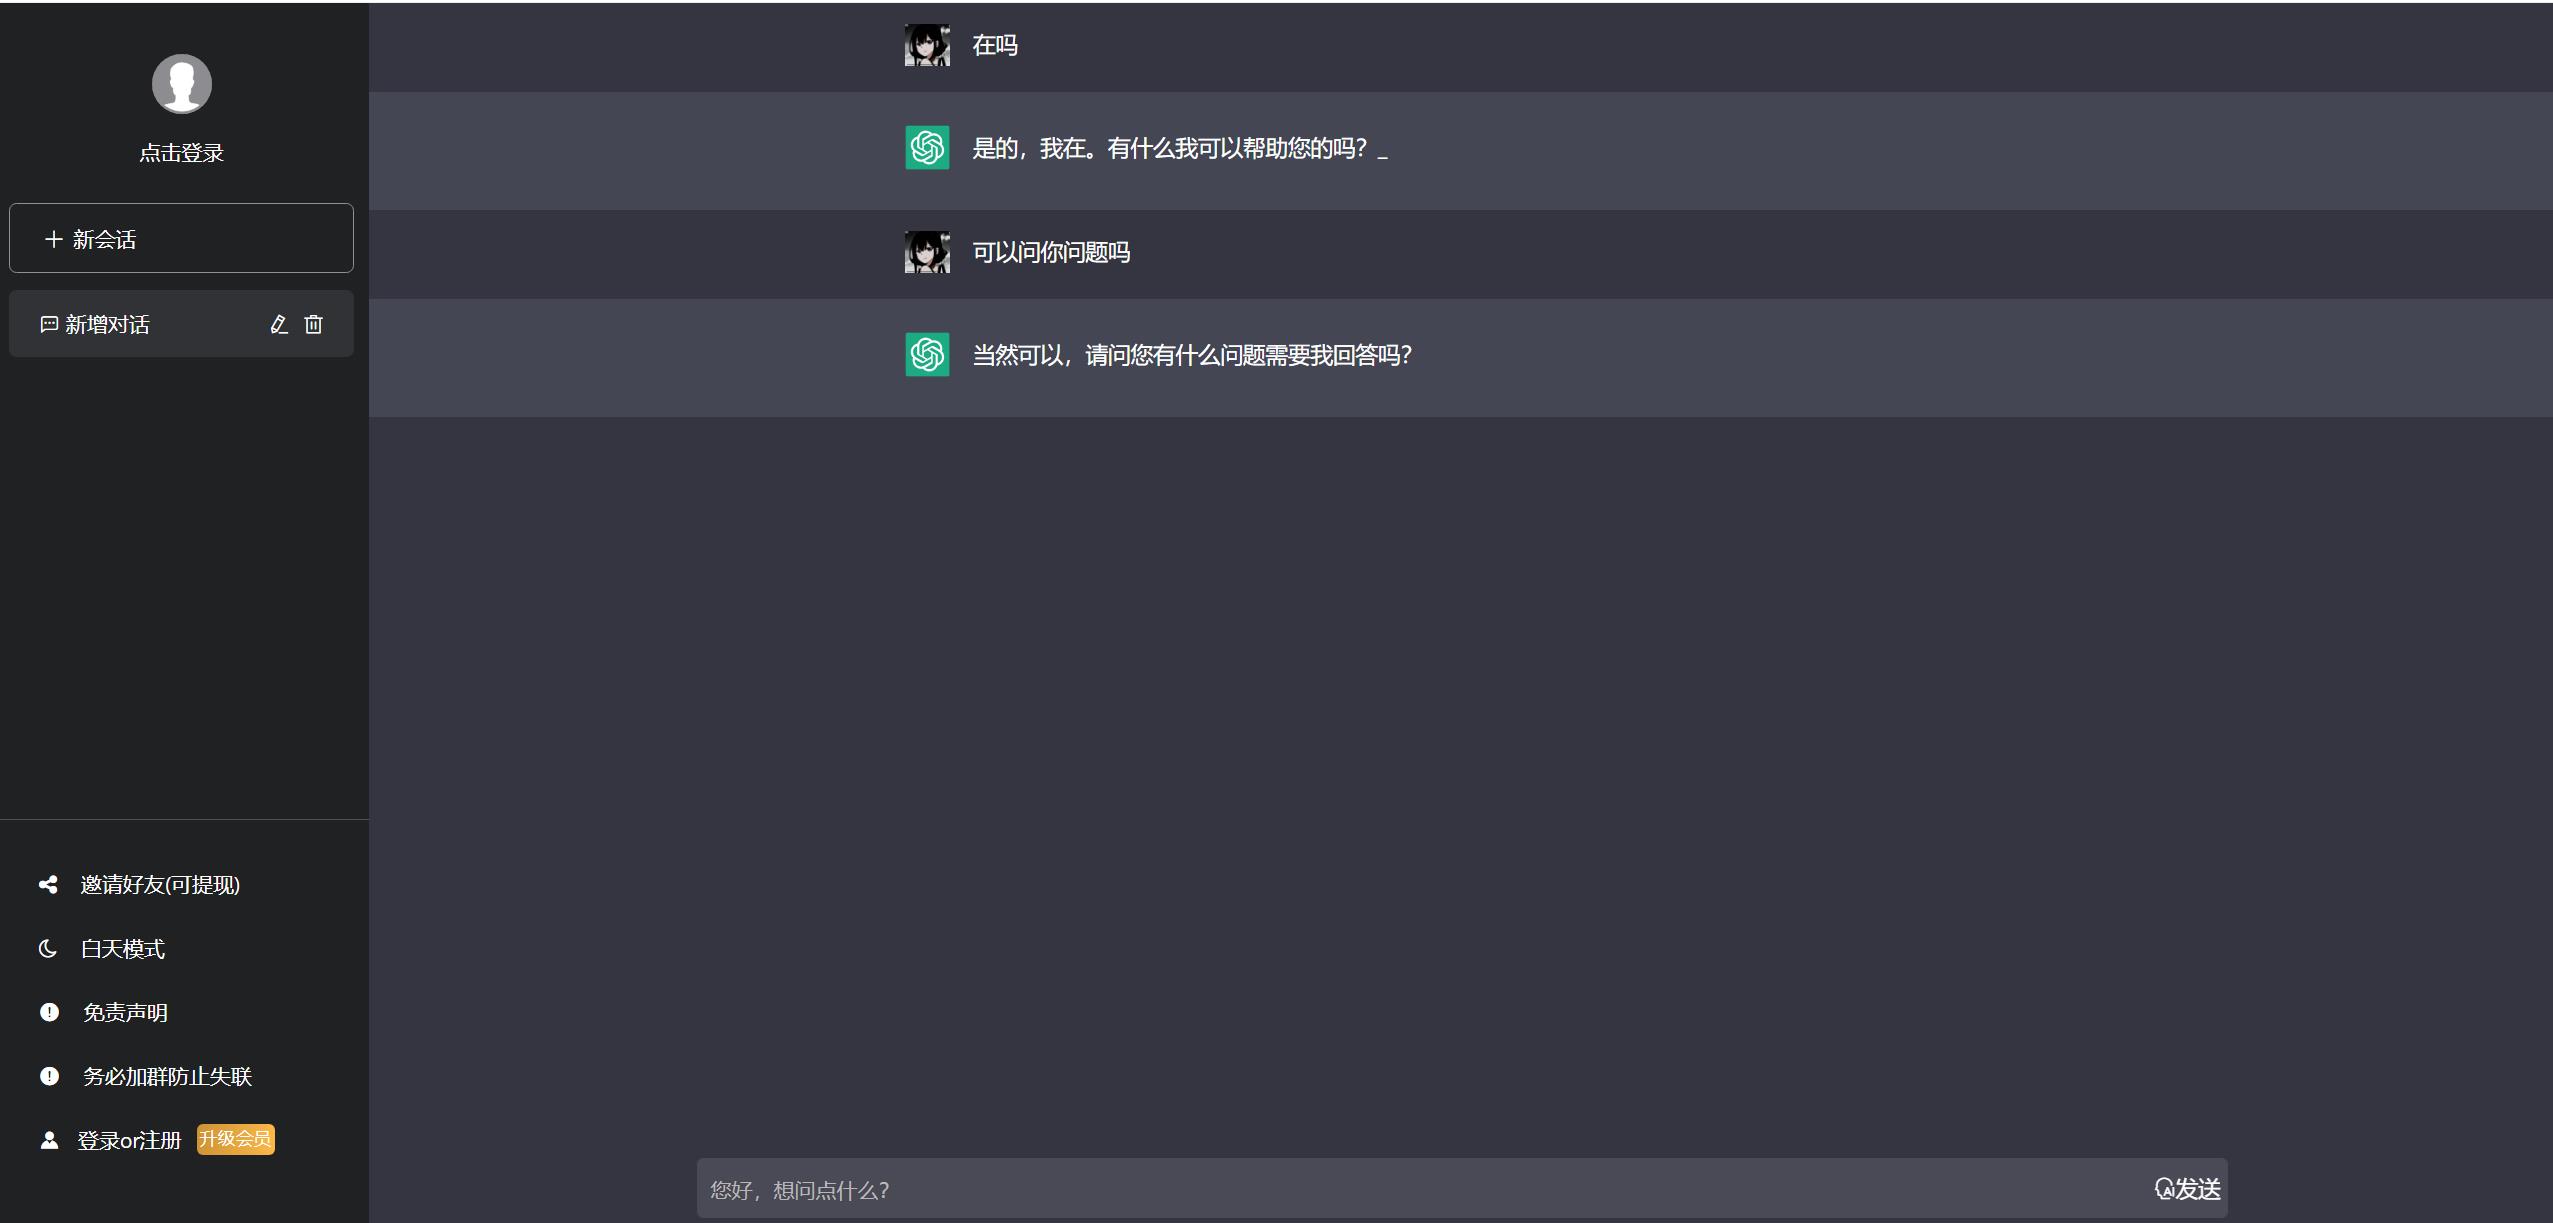 点击登录
新会话
新增对话
邀请好友(可提现)
白天模式
免责声明
务必加群防止失联
登录or注册 升级会员
在吗
是的，我在。有什么我可以帮助您的吗？_
可以问你问题吗
当然可以，请问您有什么问题需要我回答吗？
您好，想问点什么？
AI发送